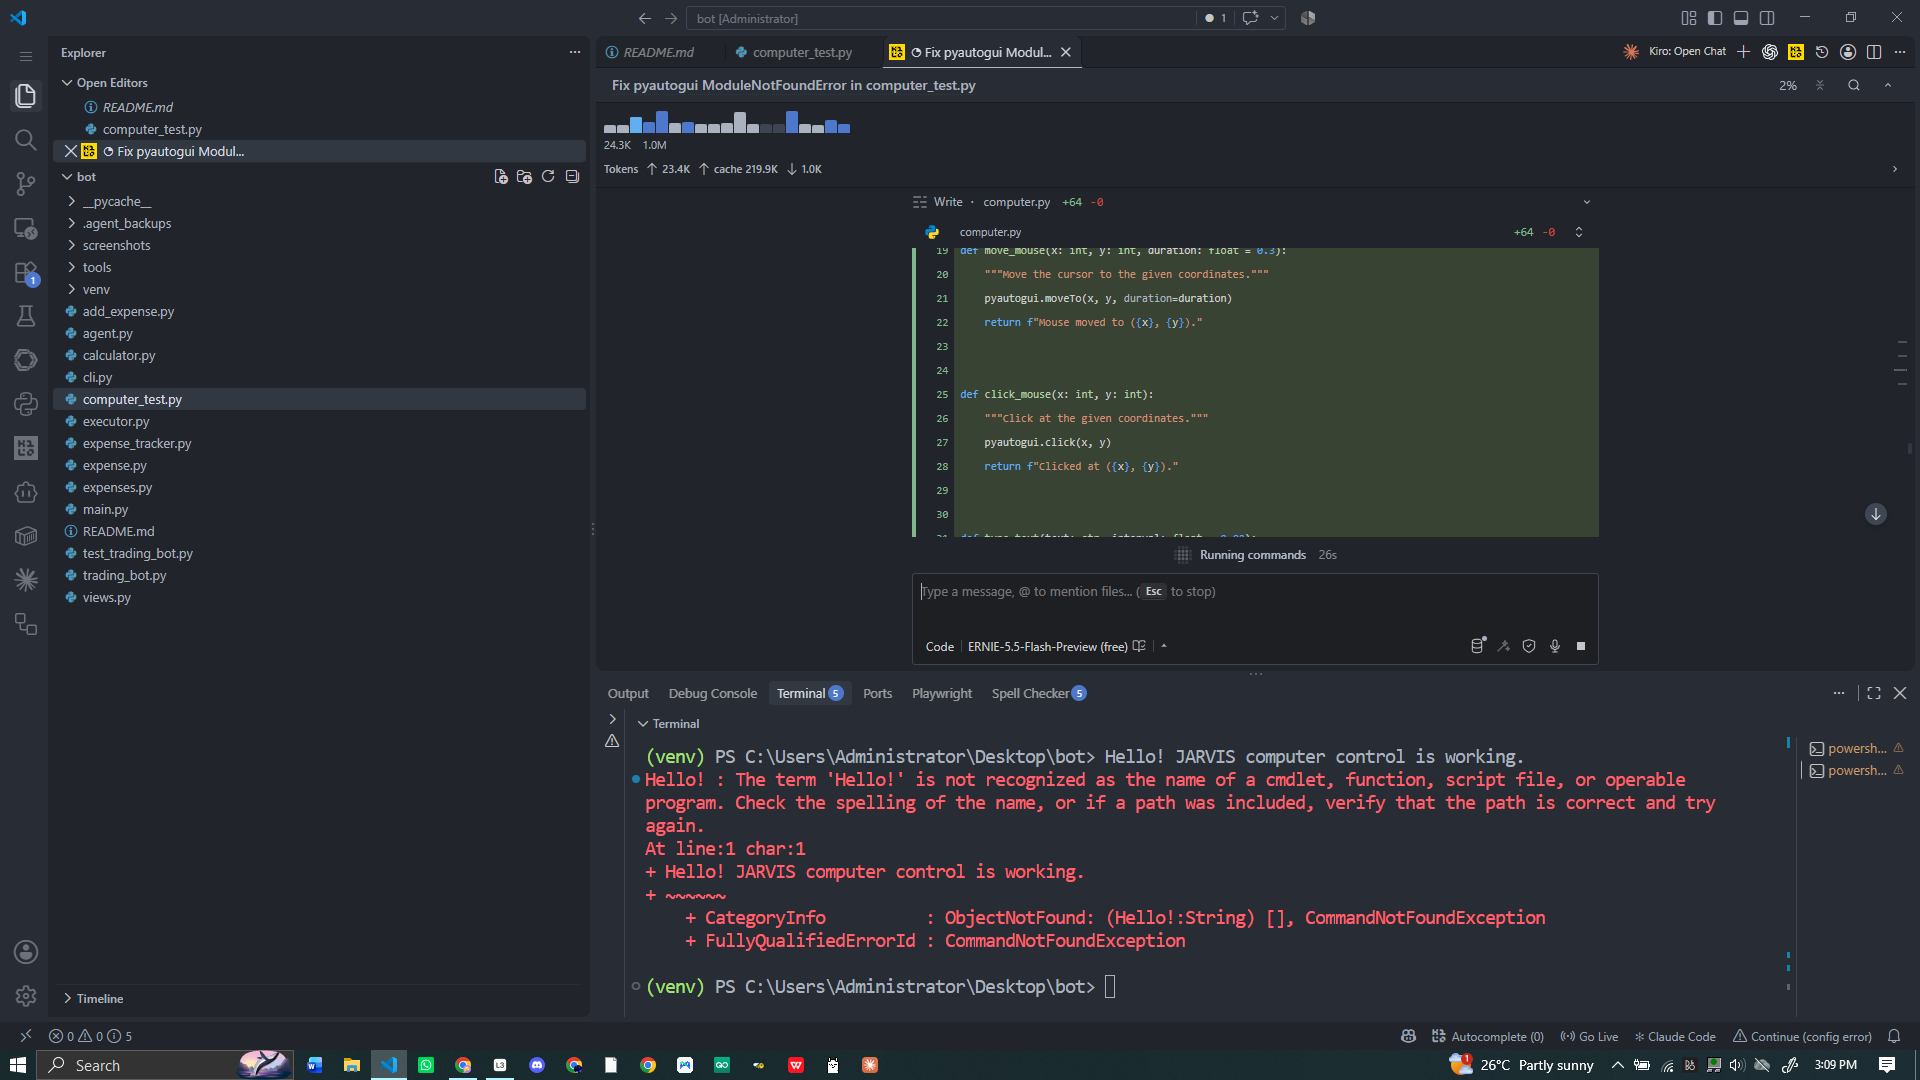 bot [Administrator]
1
Explorer
Open Editors
README.md
computer_test.py
Fix pyautogui Modul...
bot
__pycache__
.agent_backups
screenshots
tools
venv
add_expense.py
agent.py
calculator.py
cli.py
computer_test.py
executor.py
expense_tracker.py
expense.py
expenses.py
main.py
README.md
test_trading_bot.py
trading_bot.py
views.py
Timeline
1
README.md
computer_test.py
Fix pyautogui Modul...
Kiro: Open Chat
Fix pyautogui ModuleNotFoundError in computer_test.py
2%
24.3K 1.0M
Tokens ↑ 23.4K ↑ cache 219.9K ↓ 1.0K
Write · computer.py +64 -0
computer.py +64 -0
19 def move_mouse(x: int, y: int, duration: float = 0.3):
20 """Move the cursor to the given coordinates."""
21 pyautogui.moveTo(x, y, duration=duration)
22 return f"Mouse moved to ({x}, {y})."
23
24
25 def click_mouse(x: int, y: int):
26 """Click at the given coordinates."""
27 pyautogui.click(x, y)
28 return f"Clicked at ({x}, {y})."
29
30
Running commands 26s
Type a message, @ to mention files... (Esc to stop)
Code ERNIE-5.5-Flash-Preview (free)
Output Debug Console Terminal 5 Ports Playwright Spell Checker 5
Terminal
(venv) PS C:\Users\Administrator\Desktop\bot> Hello! JARVIS computer control is working.
Hello! : The term 'Hello!' is not recognized as the name of a cmdlet, function, script file, or operable
program. Check the spelling of the name, or if a path was included, verify that the path is correct and try
again.
At line:1 char:1
+ Hello! JARVIS computer control is working.
+ ~~~~~~
+ CategoryInfo : ObjectNotFound: (Hello!:String) [], CommandNotFoundException
+ FullyQualifiedErrorId : CommandNotFoundException
(venv) PS C:\Users\Administrator\Desktop\bot>
powersh...
powersh...
0 0 5
Autocomplete (0) Go Live Claude Code Continue (config error)
Search
26°C Partly sunny
3:09 PM